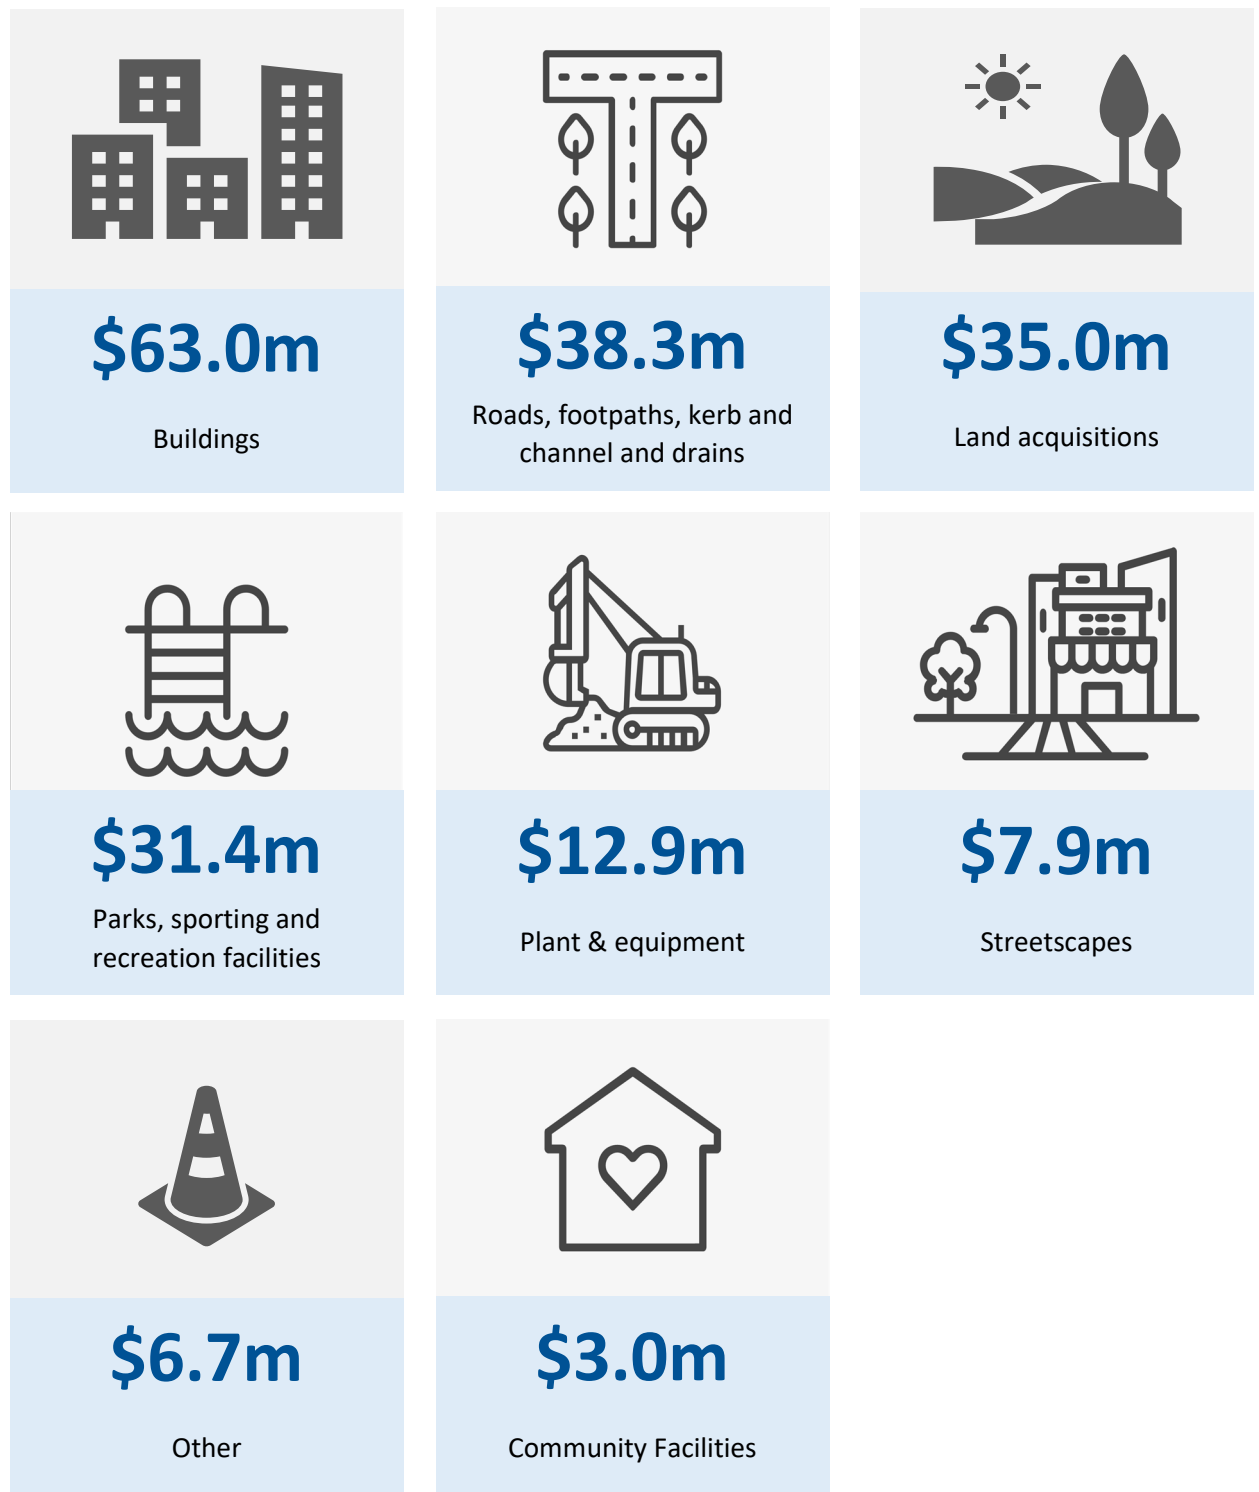 $63.0m
Buildings
$38.3m
Roads, footpaths, kerb and
channel and drains
$35.0m
Land acquisitions
$31.4m
Parks, sporting and
recreation facilities
$12.9m
Plant & equipment
$7.9m
Streetscapes
$6.7m
Other
$3.0m
Community Facilities